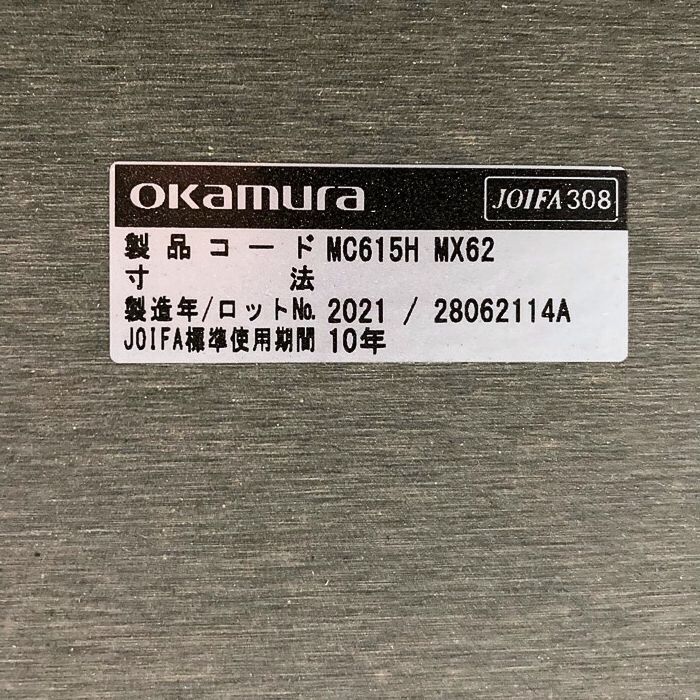 okamura JOIFA308
製品コード MC615H MX62
寸法
製造年/ロット№ 2021 / 28062114A
JOIFA標準使用期間 10年